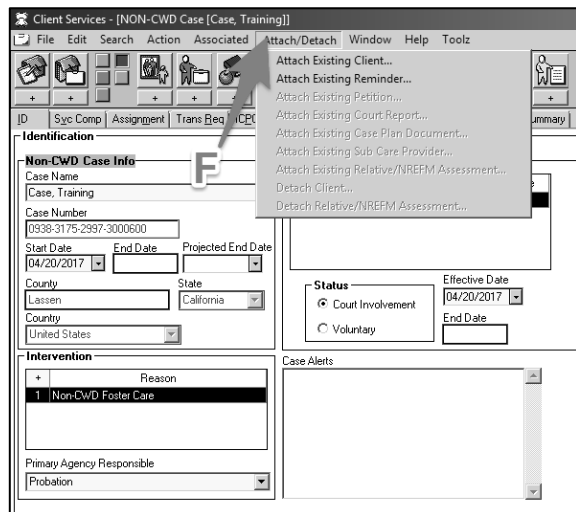 Client Services - [NON-CWD Case [Case, Training]]
File Edit Search Action Associated Attach/Detach Window Help Toolz
Attach Existing Client...
Attach Existing Reminder...
Attach Existing Petition...
Attach Existing Court Report...
Attach Existing Case Plan Document...
Attach Existing Sub Care Provider...
Attach Existing Relative/NREFM Assessment...
Detach Client...
Detach Relative/NREFM Assessment...
+ + + + + +
ID Svc Comp Assignment Trans Req ummary
F
Identification
Non-CWD Case Info
Case Name
Case, Training
Case Number
0938-3175-2997-3000600
Start Date End Date Projected End Date
04/20/2017
County State
Lassen California
Country
United States
Status
Court Involvement
Voluntary
Effective Date
04/20/2017
End Date
Intervention
+ Reason
1 Non-CWD Foster Care
Primary Agency Responsible
Probation
Case Alerts